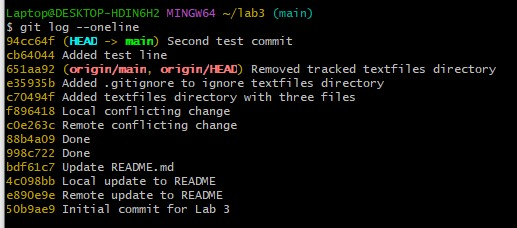 Laptop@DESKTOP-HDIN6H2 MINGW64 ~/lab3 (main)
$ git log --oneline
94cc64f (HEAD -> main) Second test commit
cb64044 Added test line
651aa92 (origin/main, origin/HEAD) Removed tracked textfiles directory
e35935b Added .gitignore to ignore textfiles directory
c70494f Added textfiles directory with three files
f896418 Local conflicting change
c0e263c Remote conflicting change
88b4a09 Done
998c722 Done
bdf61c7 Update README.md
4c098bb Local update to README
e890e9e Remote update to README
50b9ae9 Initial commit for Lab 3